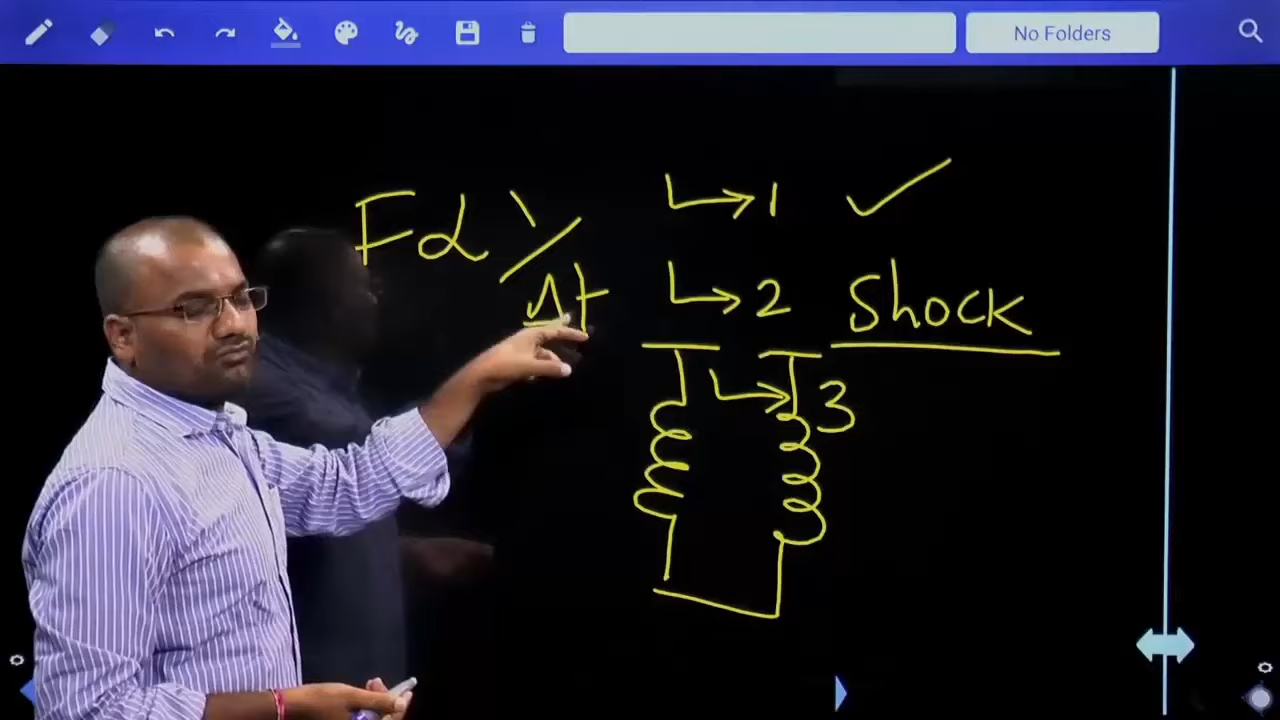 No Folders
F α 1/Δt
↳ 1 ✓
↳ 2 Shock
↳ 3